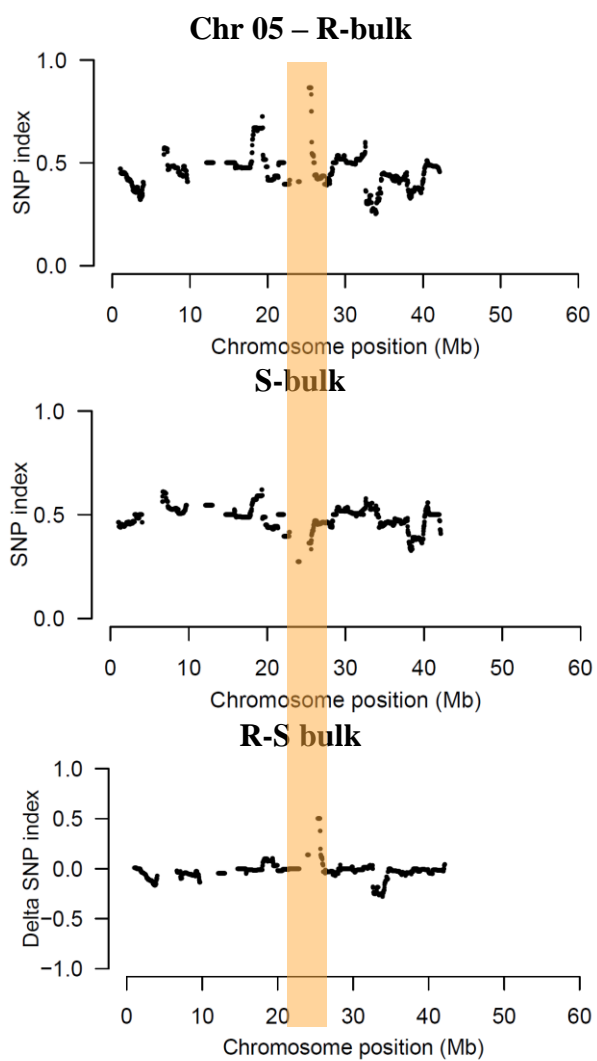 Chr 05 – R-bulk
1.0
0.5
0.0
SNP index
0 10 20 30 40 50 60
Chromosome position (Mb)
S-bulk
1.0
0.5
0.0
SNP index
0 10 20 30 40 50 60
Chromosome position (Mb)
R-S bulk
1.0
0.5
0.0
−0.5
−1.0
Delta SNP index
0 10 20 30 40 50 60
Chromosome position (Mb)